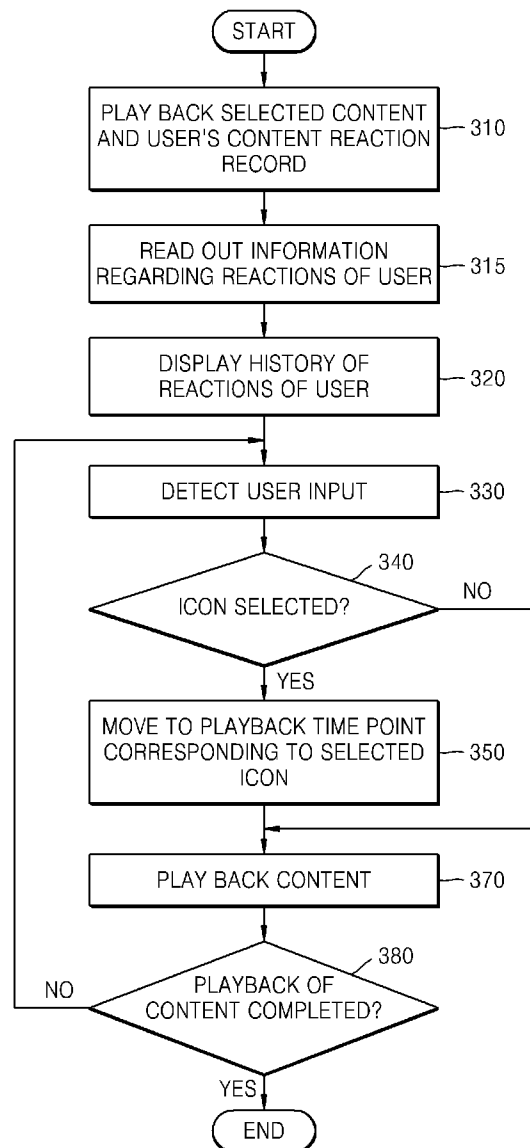 START
PLAY BACK SELECTED CONTENT
AND USER'S CONTENT REACTION
RECORD
310
READ OUT INFORMATION
REGARDING REACTIONS OF USER
315
DISPLAY HISTORY OF
REACTIONS OF USER
320
DETECT USER INPUT
330
340
ICON SELECTED?
NO
YES
MOVE TO PLAYBACK TIME POINT
CORRESPONDING TO SELECTED
ICON
350
PLAY BACK CONTENT
370
380
PLAYBACK OF
CONTENT COMPLETED?
NO
YES
END